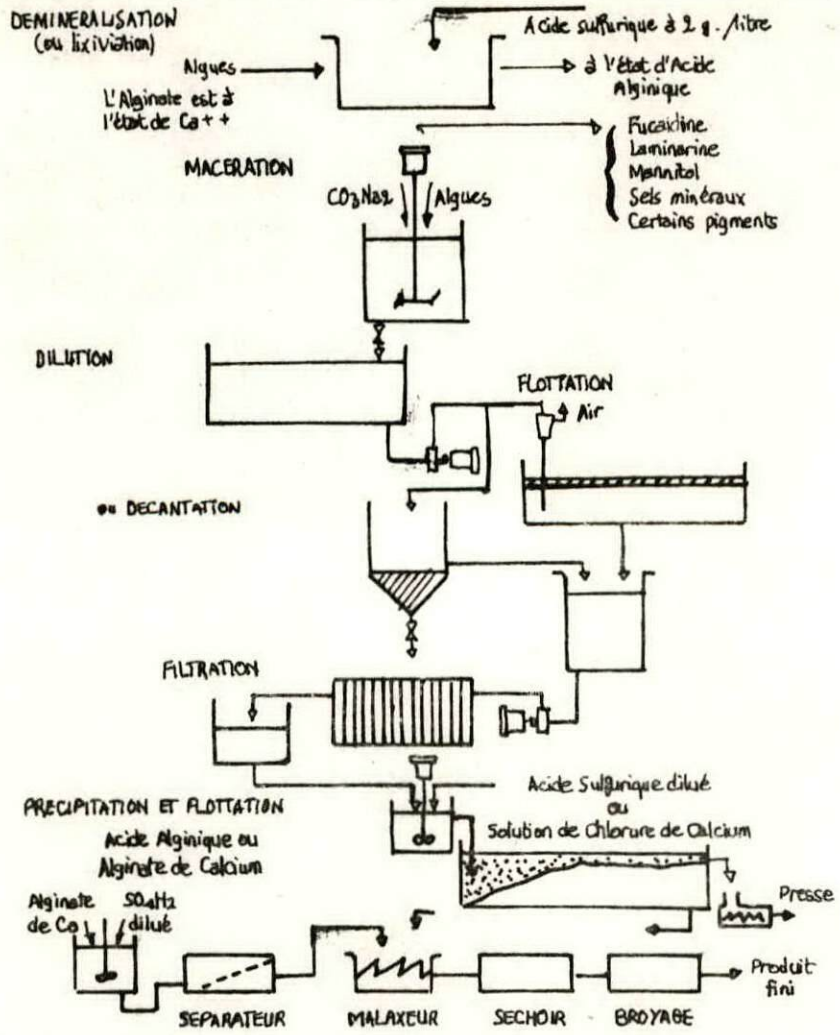 DEMINERALISATION
(ou lixiviation)
Acide sulfurique à 2 g./litre
Algues
à l'état d'Acide
Alginique
L'Alginate est à
l'état de Ca++
Fucoïdine
Laminarine
Mannitol
Sels minéraux
Certains pigments
MACERATION
CO3Na2
Algues
DILUTION
FLOTTATION
Air
ou DECANTATION
FILTRATION
Acide Sulfurique dilué
ou
Solution de Chlorure de Calcium
PRECIPITATION ET FLOTTATION
Acide Alginique ou
Alginate de Calcium
Alginate
de Ca
SO4H2
dilué
Presse
Produit
fini
SEPARATEUR
MALAXEUR
SECHOIR
BROYAGE